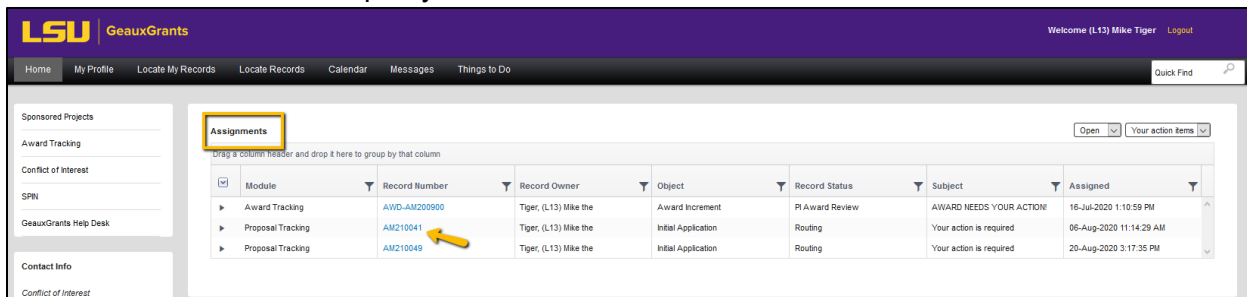 LSU GeauxGrants
Welcome (L13) Mike Tiger Logout
Home My Profile Locate My Records Locate Records Calendar Messages Things to Do
Quick Find
Sponsored Projects
Award Tracking
Conflict of Interest
SPIN
GeauxGrants Help Desk
Contact Info
Conflict of Interest
Assignments
Open Your action items
Drag a column header and drop it here to group by that column
Module Record Number Record Owner Object Record Status Subject Assigned
Award Tracking AWD-AM200900 Tiger, (L13) Mike the Award Increment PI Award Review AWARD NEEDS YOUR ACTION! 16-Jul-2020 1:10:59 PM
Proposal Tracking AM210041 Tiger, (L13) Mike the Initial Application Routing Your action is required 06-Aug-2020 11:14:29 AM
Proposal Tracking AM210049 Tiger, (L13) Mike the Initial Application Routing Your action is required 20-Aug-2020 3:17:35 PM